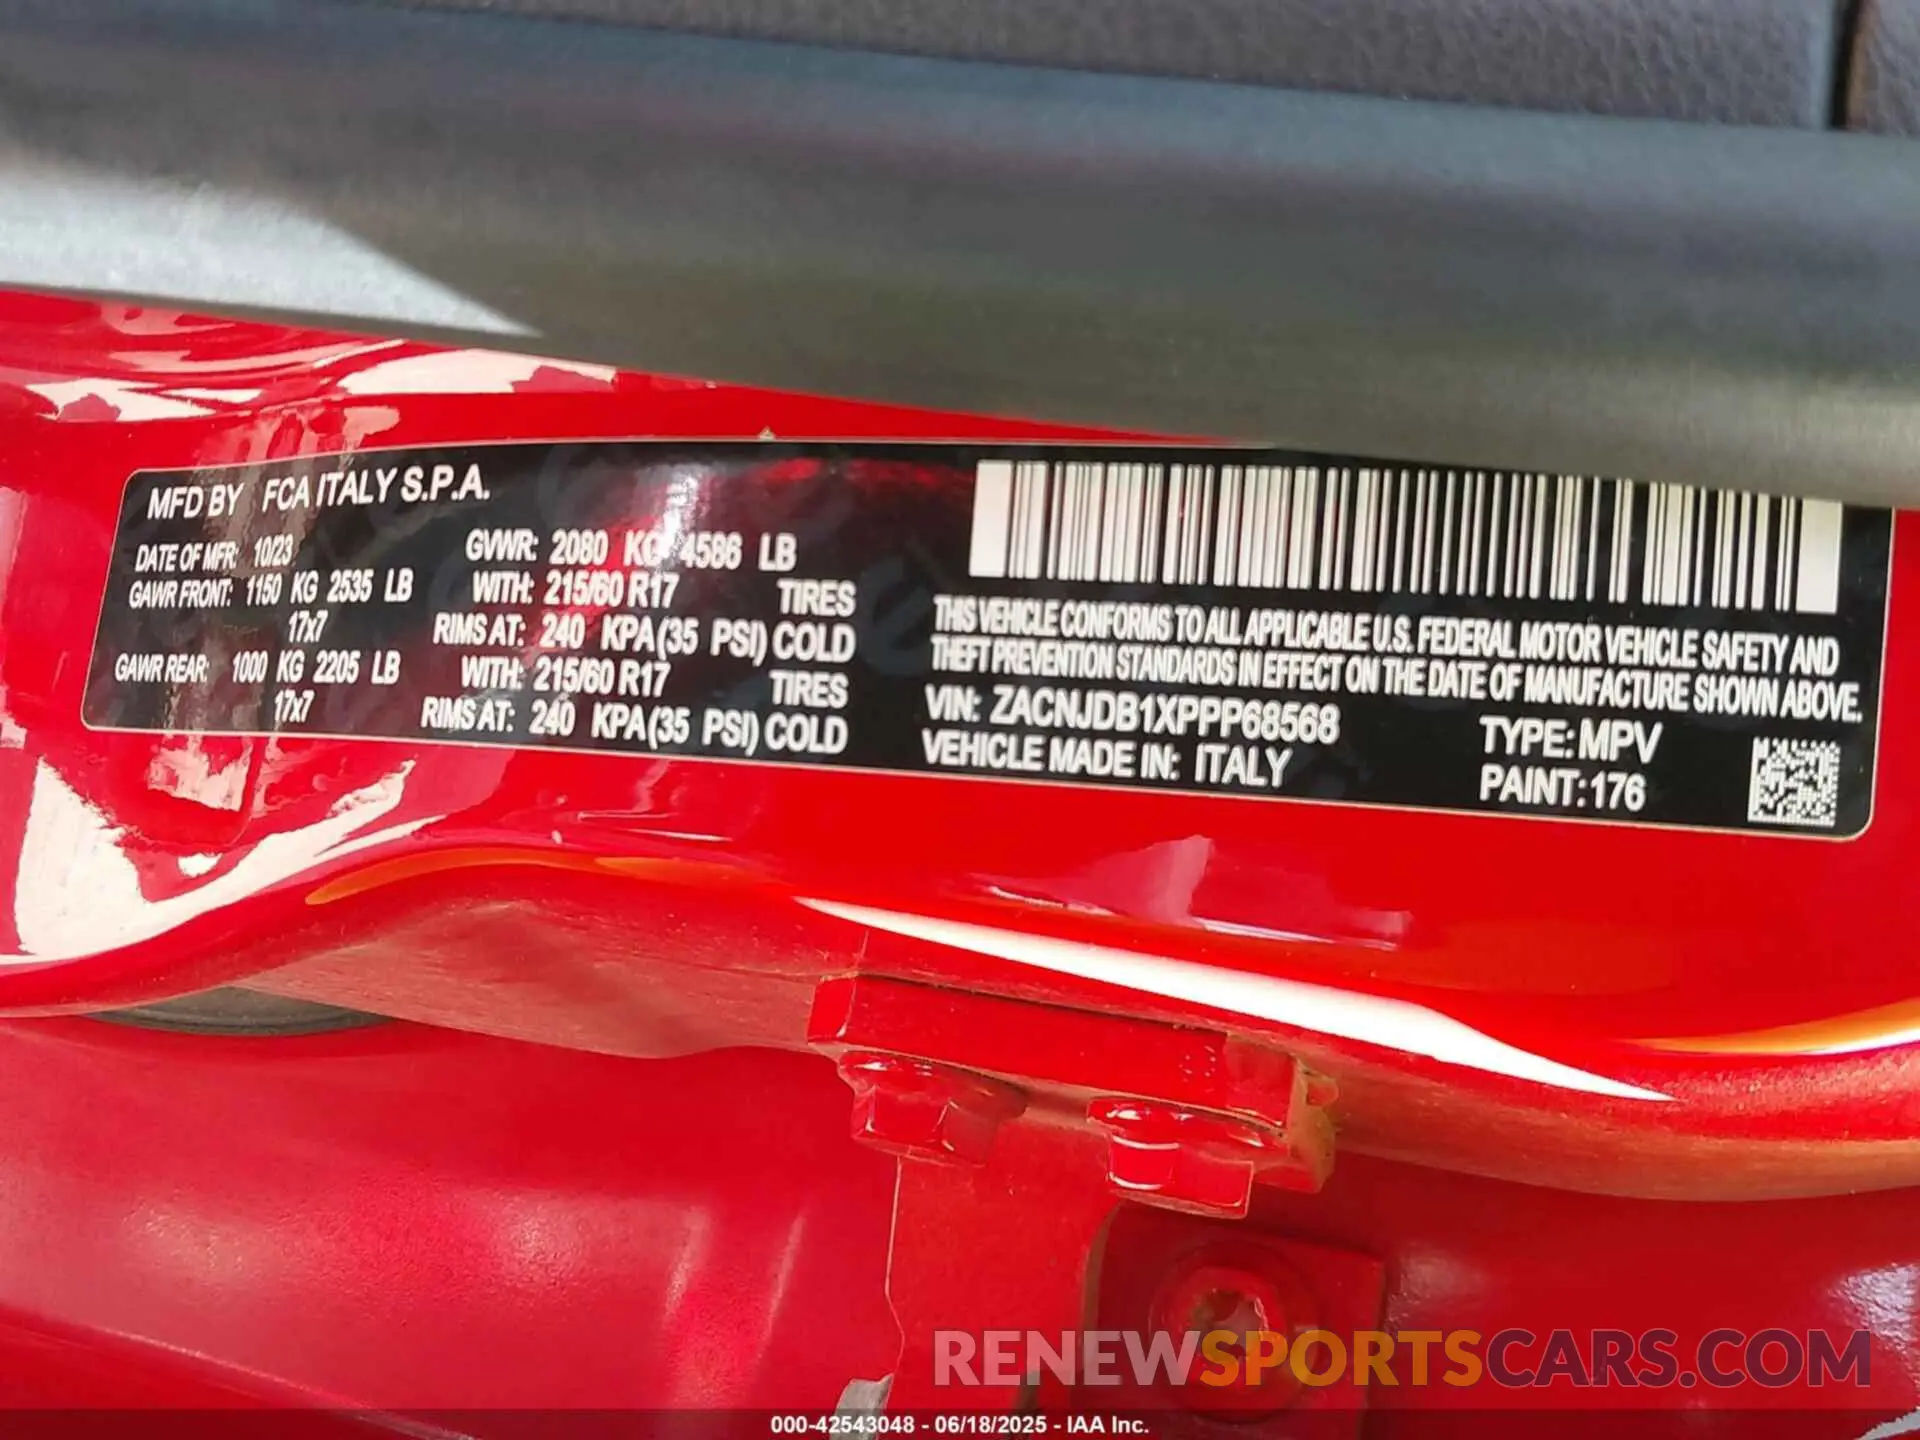 MFD BY FCA ITALY S.P.A.
DATE OF MFR: 10/23 GVWR: 2080 KG 4586 LB
GAWR FRONT: 1150 KG 2535 LB WITH: 215/60 R17 TIRES
17x7 RIMS AT: 240 KPA(35 PSI) COLD
GAWR REAR: 1000 KG 2205 LB WITH: 215/60 R17 TIRES
17x7 RIMS AT: 240 KPA(35 PSI) COLD
THIS VEHICLE CONFORMS TO ALL APPLICABLE U.S. FEDERAL MOTOR VEHICLE SAFETY AND
THEFT PREVENTION STANDARDS IN EFFECT ON THE DATE OF MANUFACTURE SHOWN ABOVE.
VIN: ZACNJDB1XPPP68568 TYPE: MPV
VEHICLE MADE IN: ITALY PAINT: 176
RENEWSPORTSCARS.COM
000-42543048 - 06/18/2025 - IAA Inc.